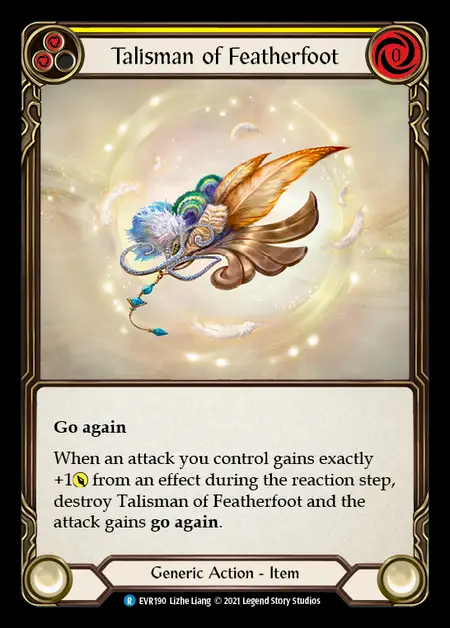 Talisman of Featherfoot
0
Go again
When an attack you control gains exactly
+1 from an effect during the reaction step,
destroy Talisman of Featherfoot and the
attack gains go again.
Generic Action - Item
R EVR190 Lizhe Liang © 2021 Legend Story Studios